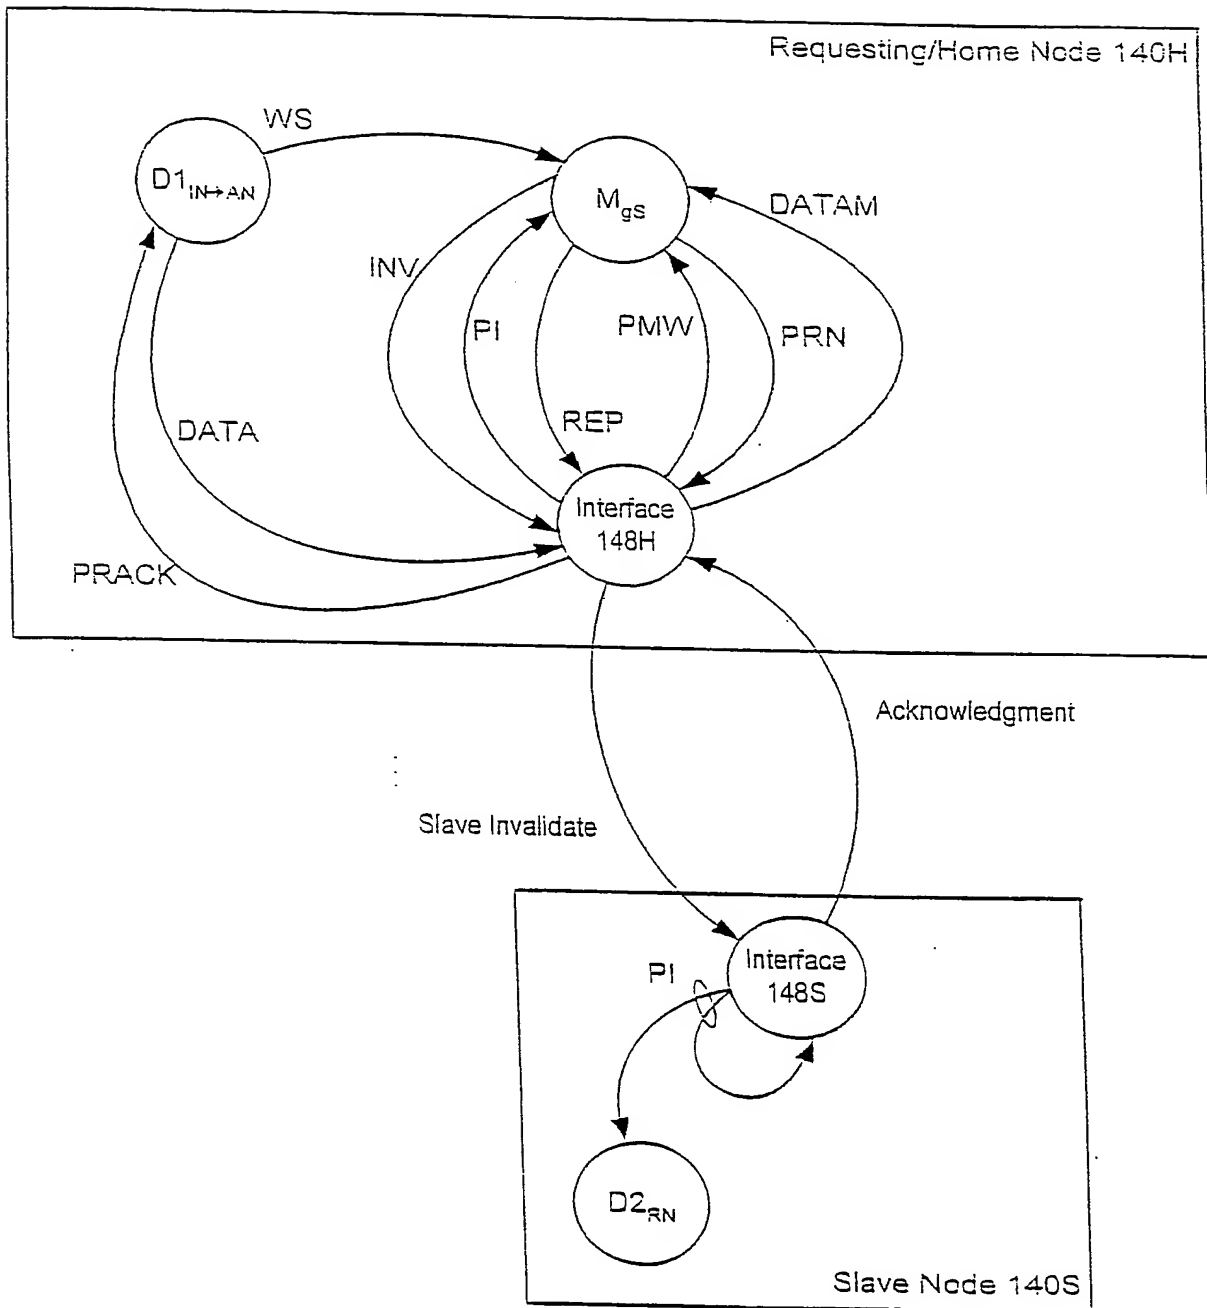 Requesting/Home Node 140H
WS
D1IN→AN
Mgs
DATAM
INV
PI
PMW
PRN
REP
DATA
Interface
148H
PRACK
Acknowledgment
Slave Invalidate
Interface
148S
PI
D2RN
Slave Node 140S